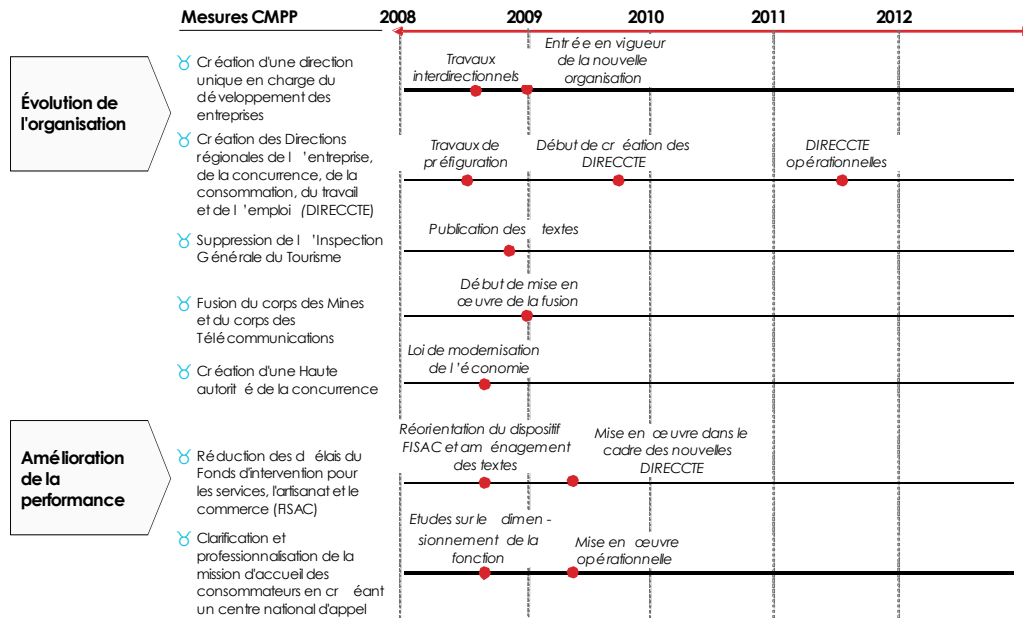 Mesures CMPP 2008 2009 2010 2011 2012
Évolution de
l'organisation
Création d'une direction
unique en charge du
développement des
entreprises
Travaux
interdirectionnels
Entrée en vigueur
de la nouvelle
organisation
Création des Directions
régionales de l'entreprise,
de la concurrence, de la
consommation, du travail
et de l'emploi (DIRECCTE)
Travaux de
préfiguration
Début de création des
DIRECCTE
DIRECCTE
opérationnelles
Suppression de l'Inspection
Générale du Tourisme
Publication des textes
Fusion du corps des Mines
et du corps des
Télécommunications
Début de mise en
œuvre de la fusion
Création d'une Haute
autorité de la concurrence
Loi de modernisation
de l'économie
Amélioration
de la
performance
Réduction des délais du
Fonds d'intervention pour
les services, l'artisanat et le
commerce (FISAC)
Réorientation du dispositif
FISAC et aménagement
des textes
Mise en œuvre dans le
cadre des nouvelles
DIRECCTE
Clarification et
professionnalisation de la
mission d'accueil des
consommateurs en créant
un centre national d'appel
Etudes sur le dimen-
sionnement de la
fonction
Mise en œuvre
opérationnelle